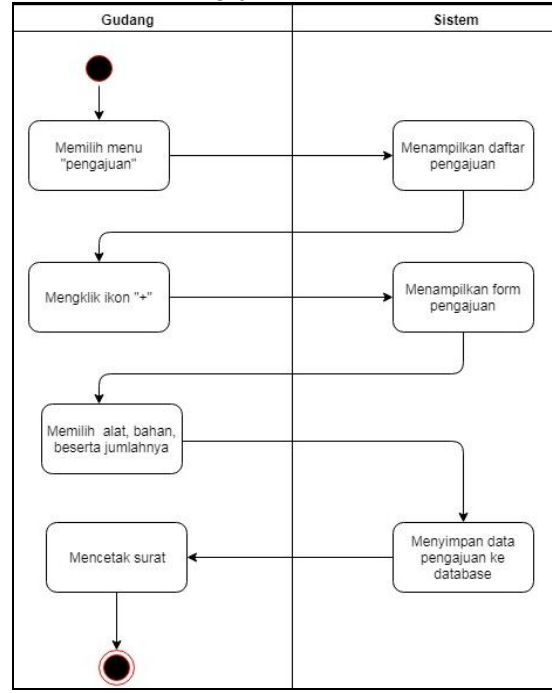 Gudang
Sistem
Memilih menu
"pengajuan"
Menampilkan daftar
pengajuan
Mengklik ikon "+"
Menampilkan form
pengajuan
Memilih alat, bahan,
beserta jumlahnya
Mencetak surat
Menyimpan data
pengajuan ke
database